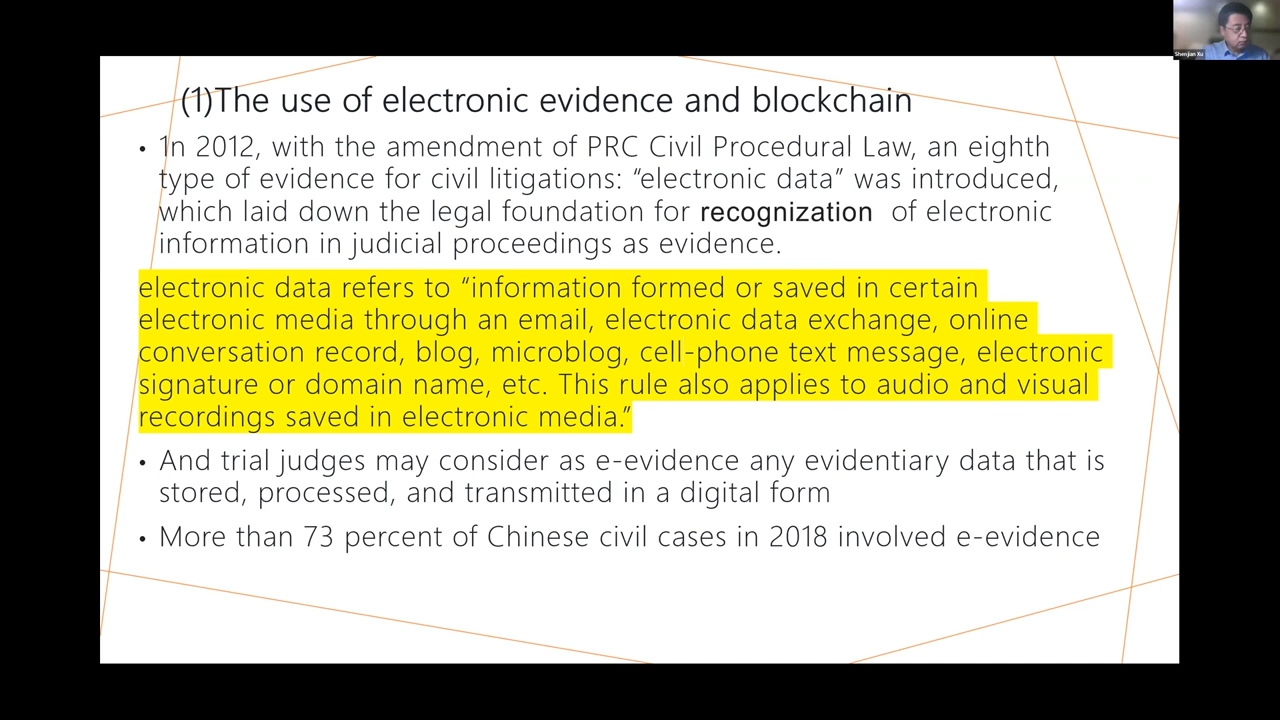 Shenjian Xu
(1)The use of electronic evidence and blockchain
• In 2012, with the amendment of PRC Civil Procedural Law, an eighth
type of evidence for civil litigations: “electronic data” was introduced,
which laid down the legal foundation for recognization of electronic
information in judicial proceedings as evidence.
electronic data refers to “information formed or saved in certain
electronic media through an email, electronic data exchange, online
conversation record, blog, microblog, cell-phone text message, electronic
signature or domain name, etc. This rule also applies to audio and visual
recordings saved in electronic media.”
• And trial judges may consider as e-evidence any evidentiary data that is
stored, processed, and transmitted in a digital form
• More than 73 percent of Chinese civil cases in 2018 involved e-evidence